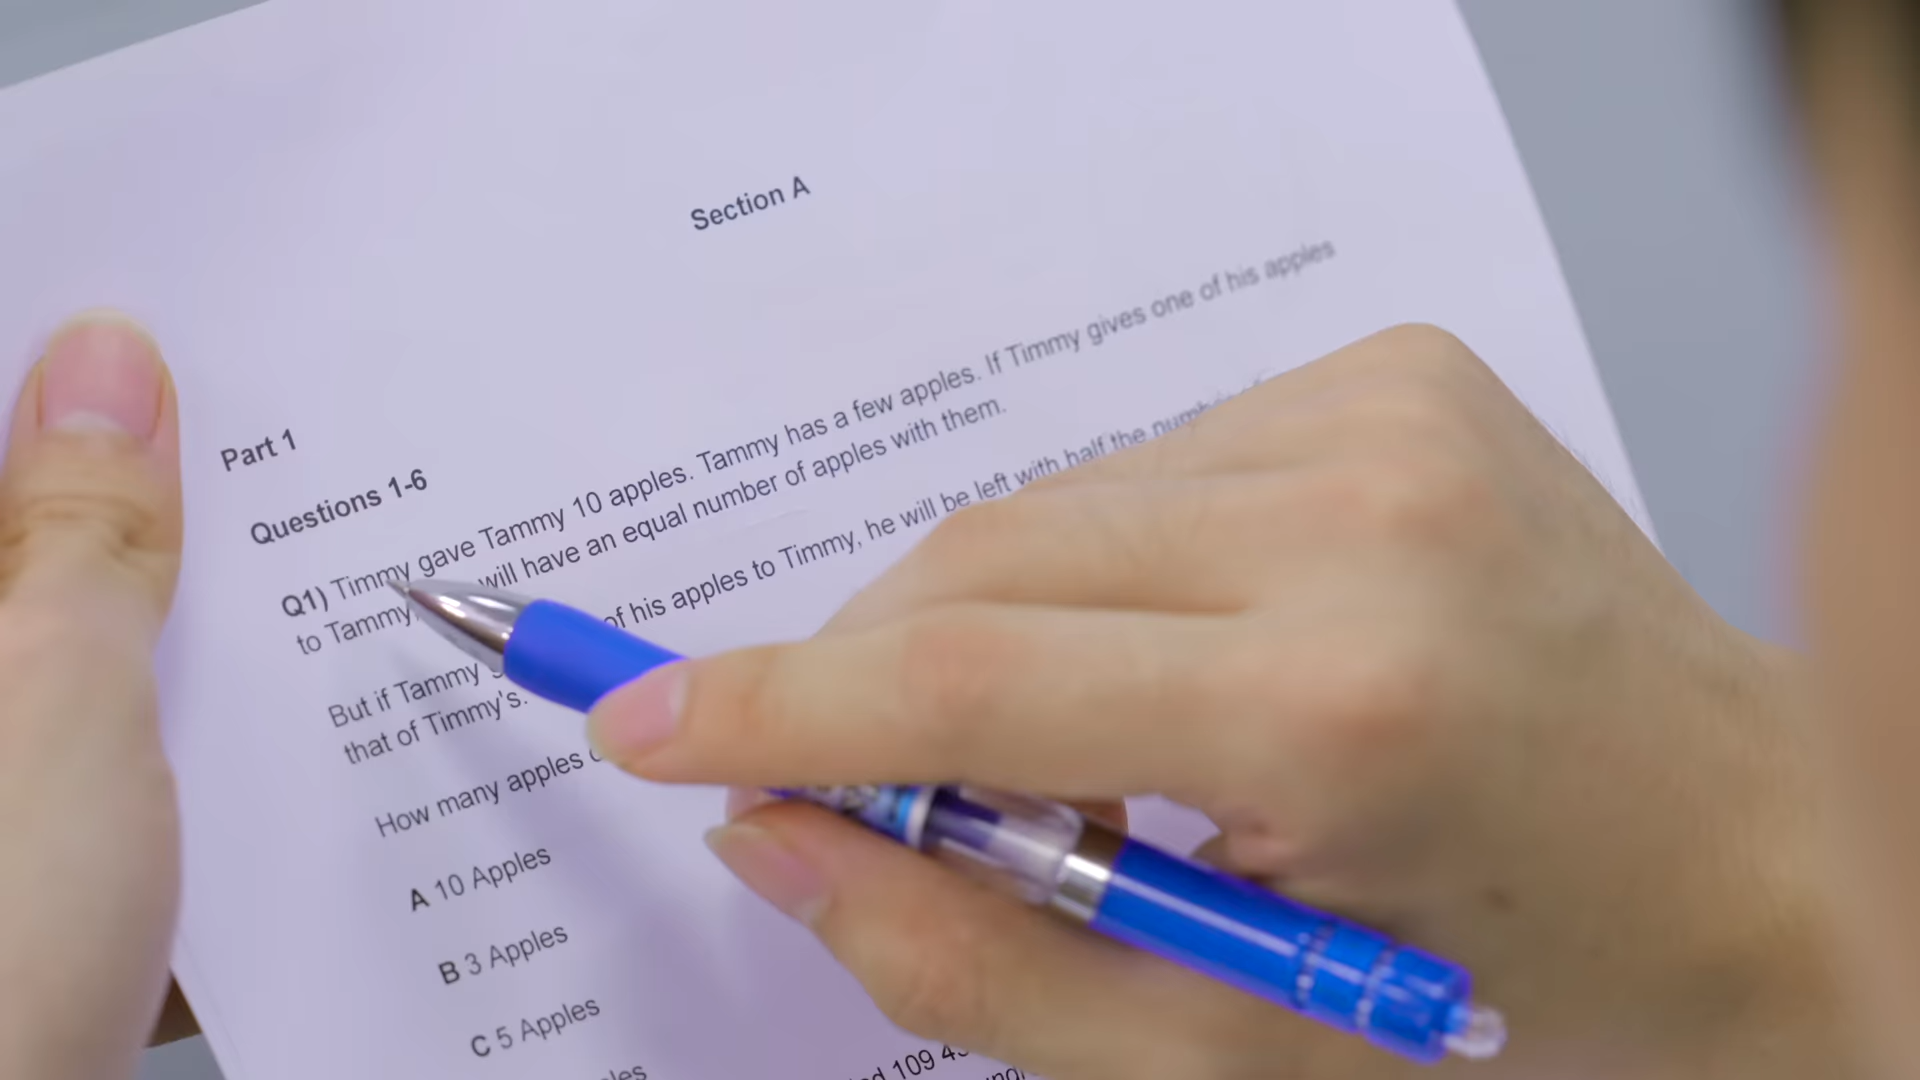 Section A
Part 1
Questions 1-6
Q1) Timmy gave Tammy 10 apples. Tammy has a few apples. If Timmy gives one of his apples
to Tammy, will have an equal number of apples with them.
But if Tammy of his apples to Timmy, he will be left with half the number
that of Timmy's.
How many apples
A 10 Apples
B 3 Apples
C 5 Apples
109